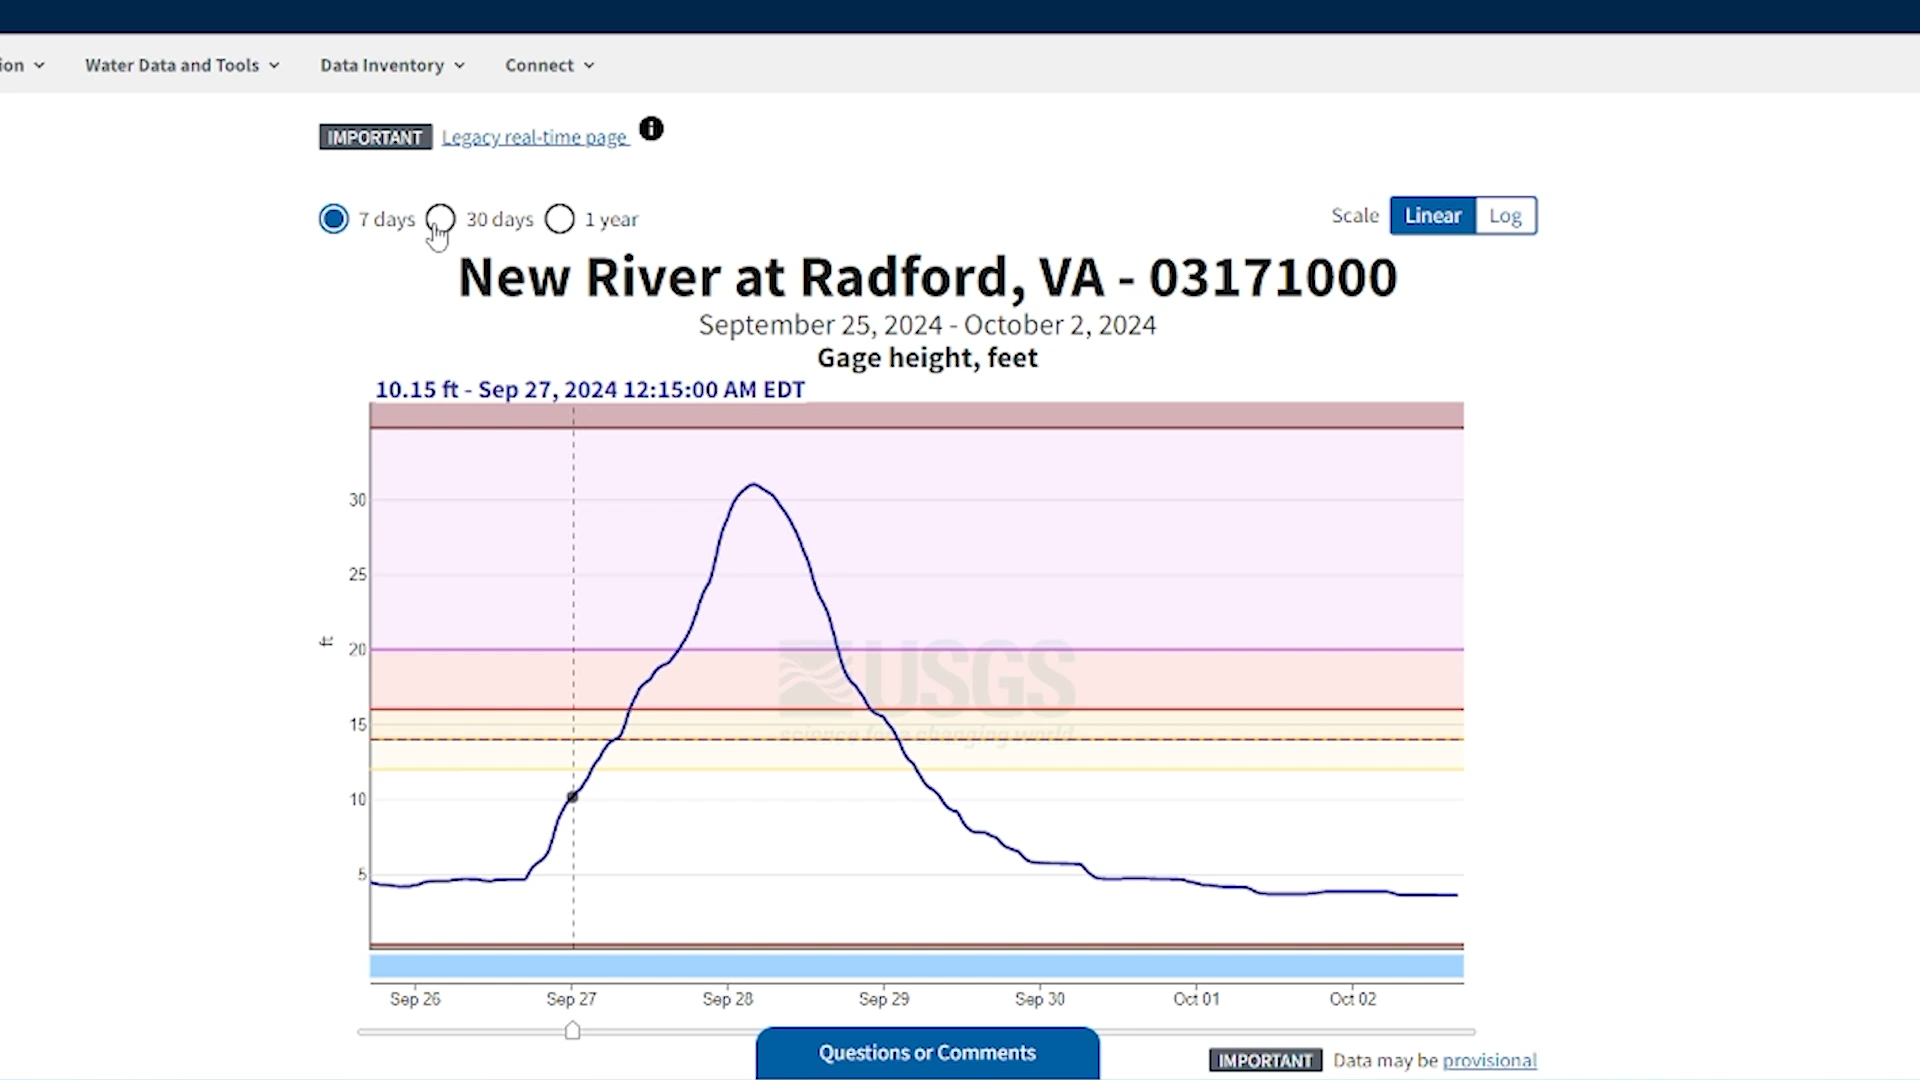 ion
Water Data and Tools
Data Inventory
Connect
IMPORTANT Legacy real-time page
7 days 30 days 1 year
Scale Linear Log
New River at Radford, VA - 03171000
September 25, 2024 - October 2, 2024
Gage height, feet
10.15 ft - Sep 27, 2024 12:15:00 AM EDT
30
25
ft
20
15
10
5
USGS
science for a changing world
Sep 26 Sep 27 Sep 28 Sep 29 Sep 30 Oct 01 Oct 02
Questions or Comments
IMPORTANT Data may be provisional